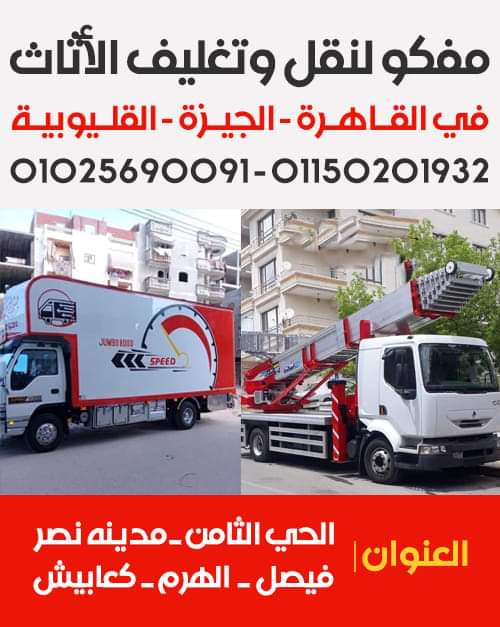 مفكو لنقل وتغليف الأثاث
في القاهرة - الجيزة - القليوبية
01025690091-01150201932
JUMBO ROAD
SPEED
العنوان
الحي الثامن - مدينه نصر
فيصل - الهرم - كعابيش